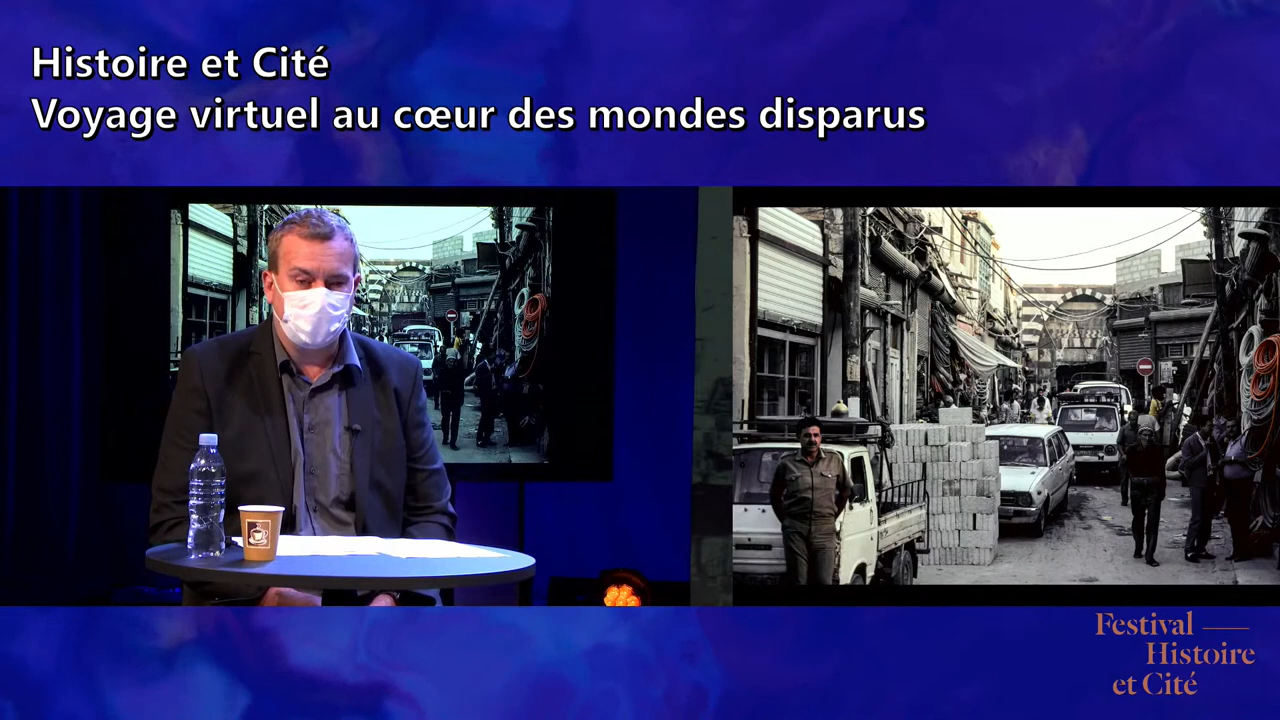 Histoire et Cité
Voyage virtuel au cœur des mondes disparus
Festival
Histoire
et Cité